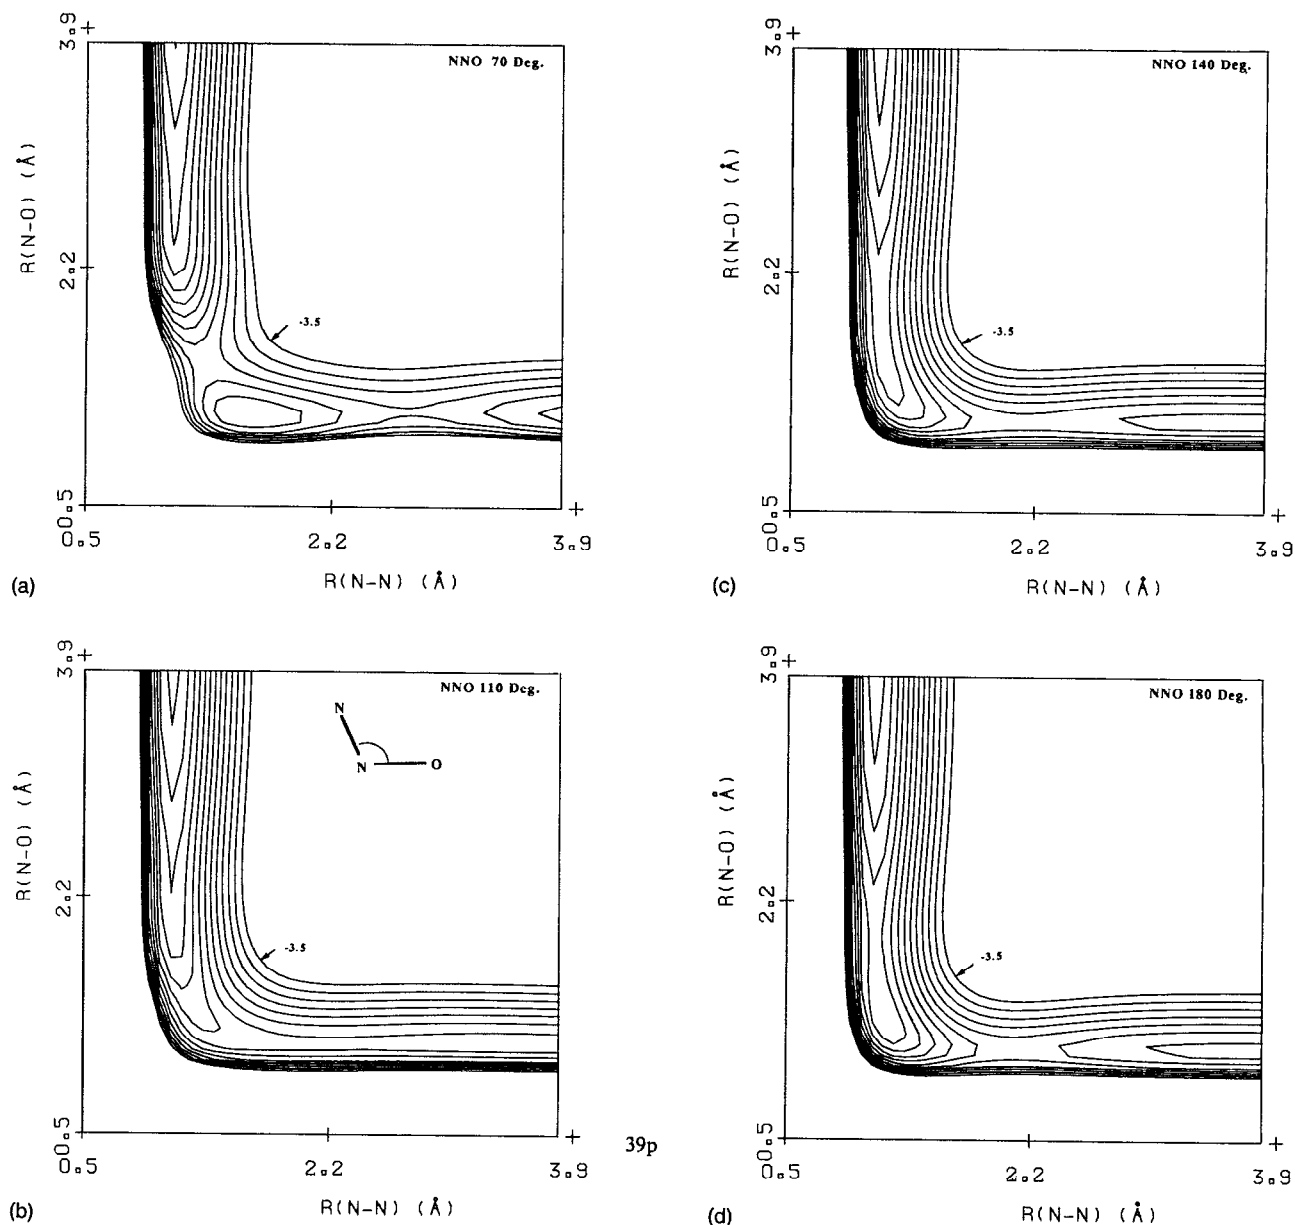 3.9
NNO 70 Deg.
R(N-O) (Å)
2.2
-3.5
0.5
0.5
2.2
3.9
R(N-N) (Å)
(a)
3.9
NNO 140 Deg.
R(N-O) (Å)
2.2
-3.5
0.5
0.5
2.2
3.9
R(N-N) (Å)
(c)
3.9
NNO 110 Deg.
N
N
O
R(N-O) (Å)
2.2
-3.5
0.5
0.5
2.2
3.9
R(N-N) (Å)
(b)
39p
3.9
NNO 180 Deg.
R(N-O) (Å)
2.2
-3.5
0.5
0.5
2.2
3.9
R(N-N) (Å)
(d)